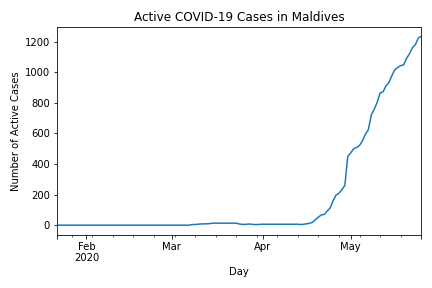 Active COVID-19 Cases in Maldives
Number of Active Cases
1200
1000
800
600
400
200
0
Feb Mar Apr May
2020
Day